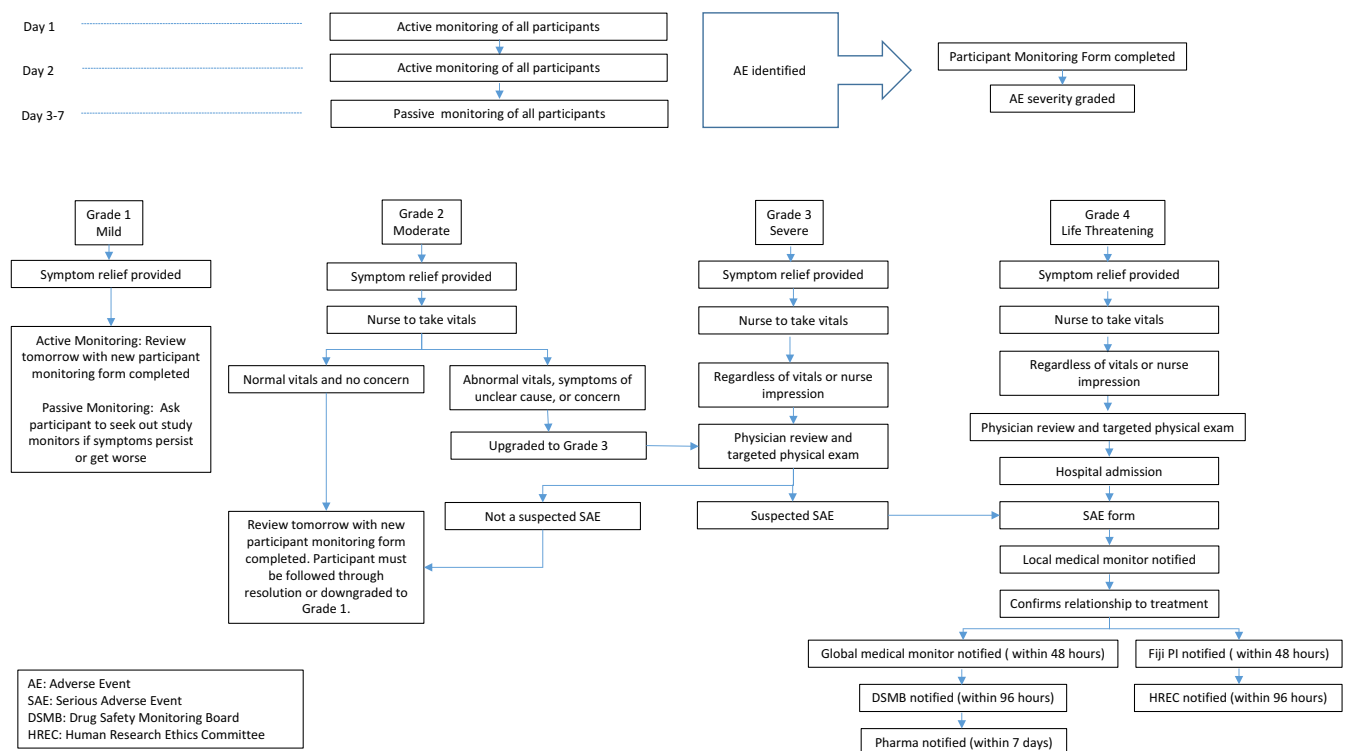 Day 1
Active monitoring of all participants
Day 2
Active monitoring of all participants
Day 3-7
Passive  monitoring of all participants
AE identified
Participant Monitoring Form completed
AE severity graded
Grade 1
Mild
Symptom relief provided
Active Monitoring: Review
tomorrow with new participant
monitoring form completed
Passive Monitoring:  Ask
participant to seek out study
monitors if symptoms persist
or get worse
Grade 2
Moderate
Symptom relief provided
Nurse to take vitals
Normal vitals and no concern
Abnormal vitals, symptoms of
unclear cause, or concern
Upgraded to Grade 3
Review tomorrow with new
participant monitoring form
completed. Participant must
be followed through
resolution or downgraded to
Grade 1.
Grade 3
Severe
Symptom relief provided
Nurse to take vitals
Regardless of vitals or nurse
impression
Physician review and
targeted physical exam
Not a suspected SAE
Suspected SAE
Grade 4
Life Threatening
Symptom relief provided
Nurse to take vitals
Regardless of vitals or nurse
impression
Physician review and targeted physical exam
Hospital admission
SAE form
Local medical monitor notified
Confirms relationship to treatment
Global medical monitor notified ( within 48 hours)
DSMB notified (within 96 hours)
Pharma notified (within 7 days)
Fiji PI notified ( within 48 hours)
HREC notified (within 96 hours)
AE: Adverse Event
SAE: Serious Adverse Event
DSMB: Drug Safety Monitoring Board
HREC: Human Research Ethics Committee